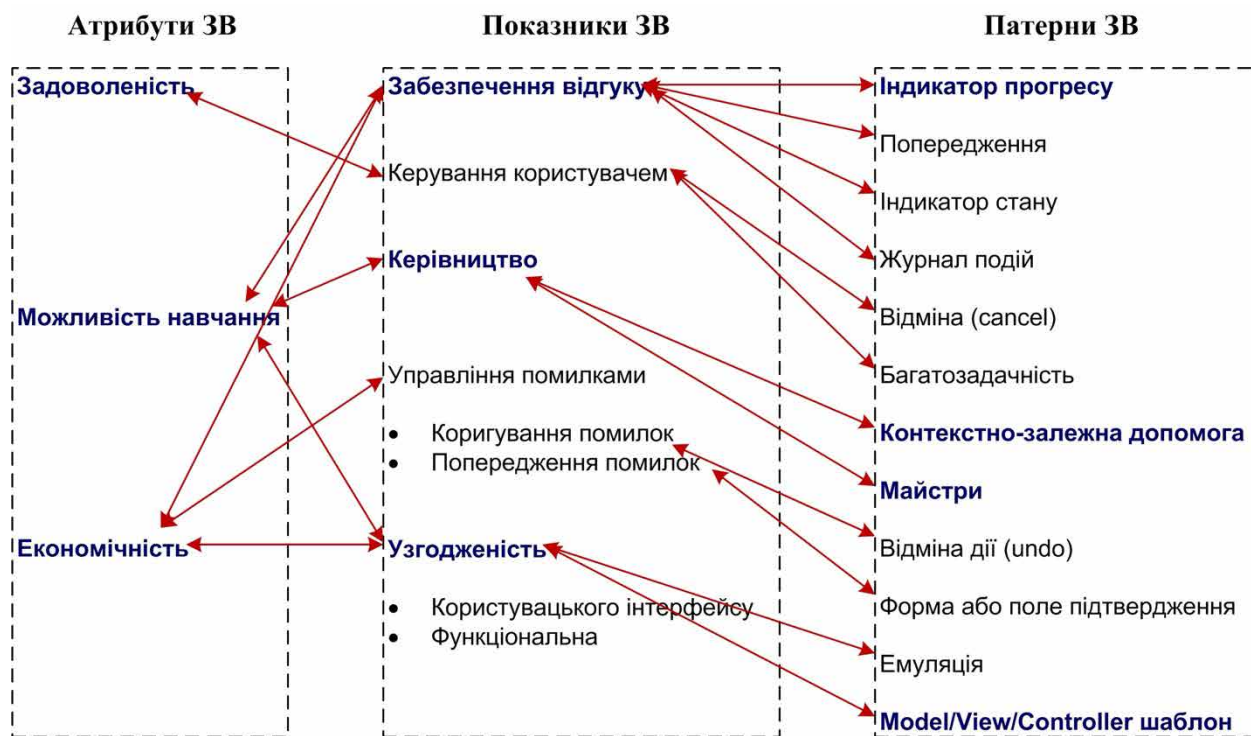 Атрибути ЗВ
Показники ЗВ
Патерни ЗВ
Задоволеність
Можливість навчання
Економічність
Забезпечення відгуку
Керування користувачем
Керівництво
Управління помилками
• Коригування помилок
• Попередження помилок
Узгодженість
• Користувацького інтерфейсу
• Функціональна
Індикатор прогресу
Попередження
Індикатор стану
Журнал подій
Відміна (cancel)
Багатозадачність
Контекстно-залежна допомога
Майстри
Відміна дії (undo)
Форма або поле підтвердження
Емуляція
Model/View/Controller шаблон